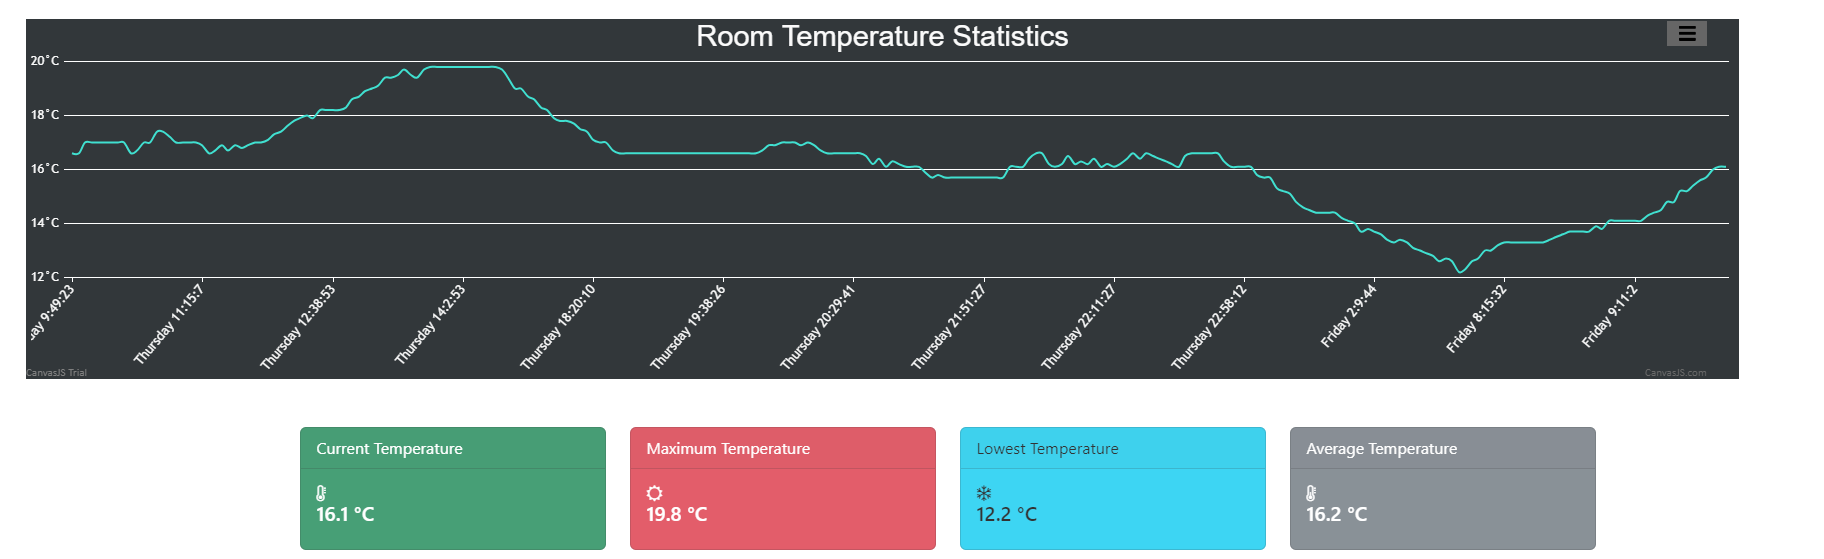 Room Temperature Statistics
20°C
18°C
16°C
14°C
12°C
ay 9:49:23
Thursday 11:15:7
Thursday 12:38:53
Thursday 14:2:53
Thursday 18:20:10
Thursday 19:38:26
Thursday 20:29:41
Thursday 21:51:27
Thursday 22:11:27
Thursday 22:58:12
Friday 2:9:44
Friday 8:15:32
Friday 9:11:2
CanvasJS Trial
CanvasJS.com
Current Temperature
16.1 °C
Maximum Temperature
19.8 °C
Lowest Temperature
12.2 °C
Average Temperature
16.2 °C